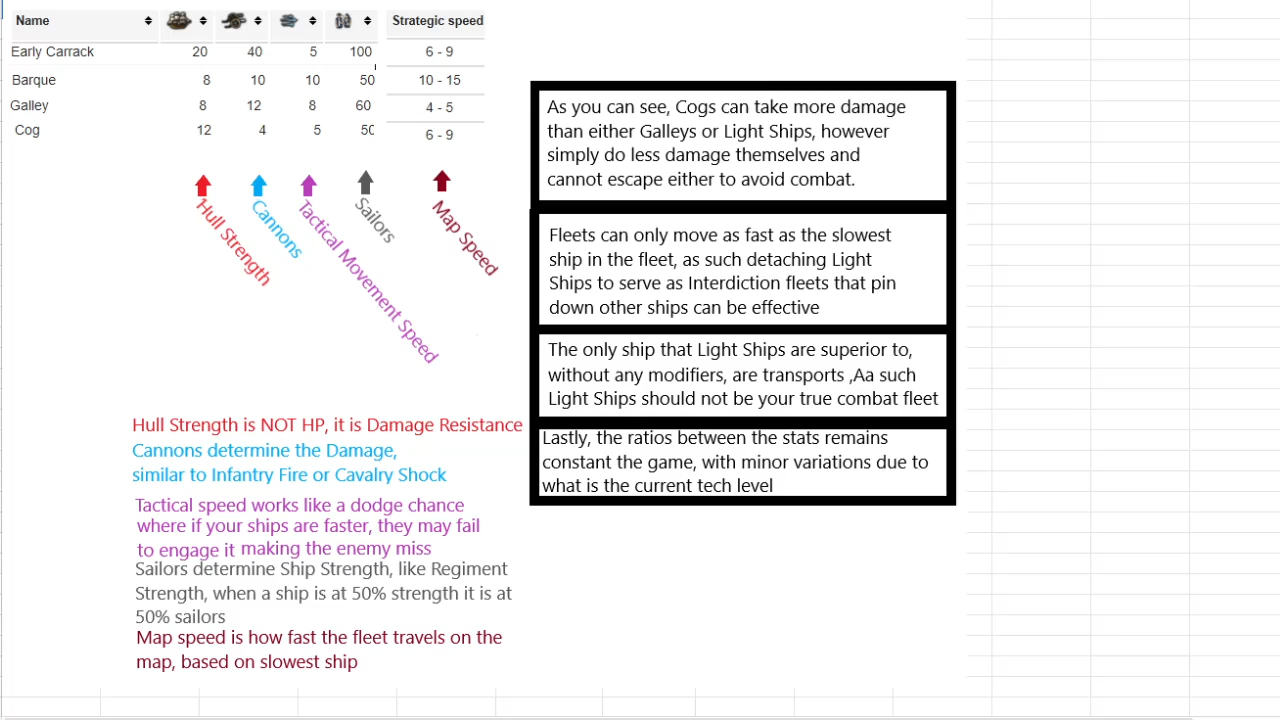 Name Strategic speed
Early Carrack 20 40 5 100 6 - 9
Barque 8 10 10 50 10 - 15
Galley 8 12 8 60 4 - 5
Cog 12 4 5 50 6 - 9
Hull Strength
Cannons
Tactical Movement Speed
Sailors
Map Speed
Hull Strength is NOT HP, it is Damage Resistance
Cannons determine the Damage,
similar to Infantry Fire or Cavalry Shock
Tactical speed works like a dodge chance
where if your ships are faster, they may fail
to engage it making the enemy miss
Sailors determine Ship Strength, like Regiment
Strength, when a ship is at 50% strength it is at
50% sailors
Map speed is how fast the fleet travels on the
map, based on slowest ship
As you can see, Cogs can take more damage
than either Galleys or Light Ships, however
simply do less damage themselves and
cannot escape either to avoid combat.
Fleets can only move as fast as the slowest
ship in the fleet, as such detaching Light
Ships to serve as Interdiction fleets that pin
down other ships can be effective
The only ship that Light Ships are superior to,
without any modifiers, are transports ,Aa such
Light Ships should not be your true combat fleet
Lastly, the ratios between the stats remains
constant the game, with minor variations due to
what is the current tech level